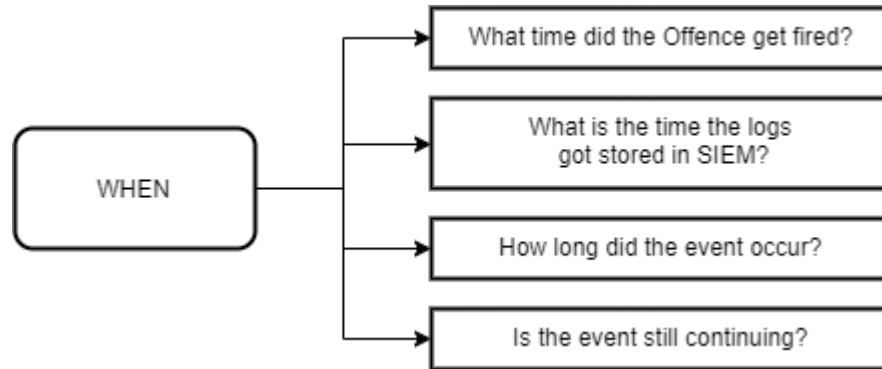 WHEN
What time did the Offence get fired?
What is the time the logs
got stored in SIEM?
How long did the event occur?
Is the event still continuing?